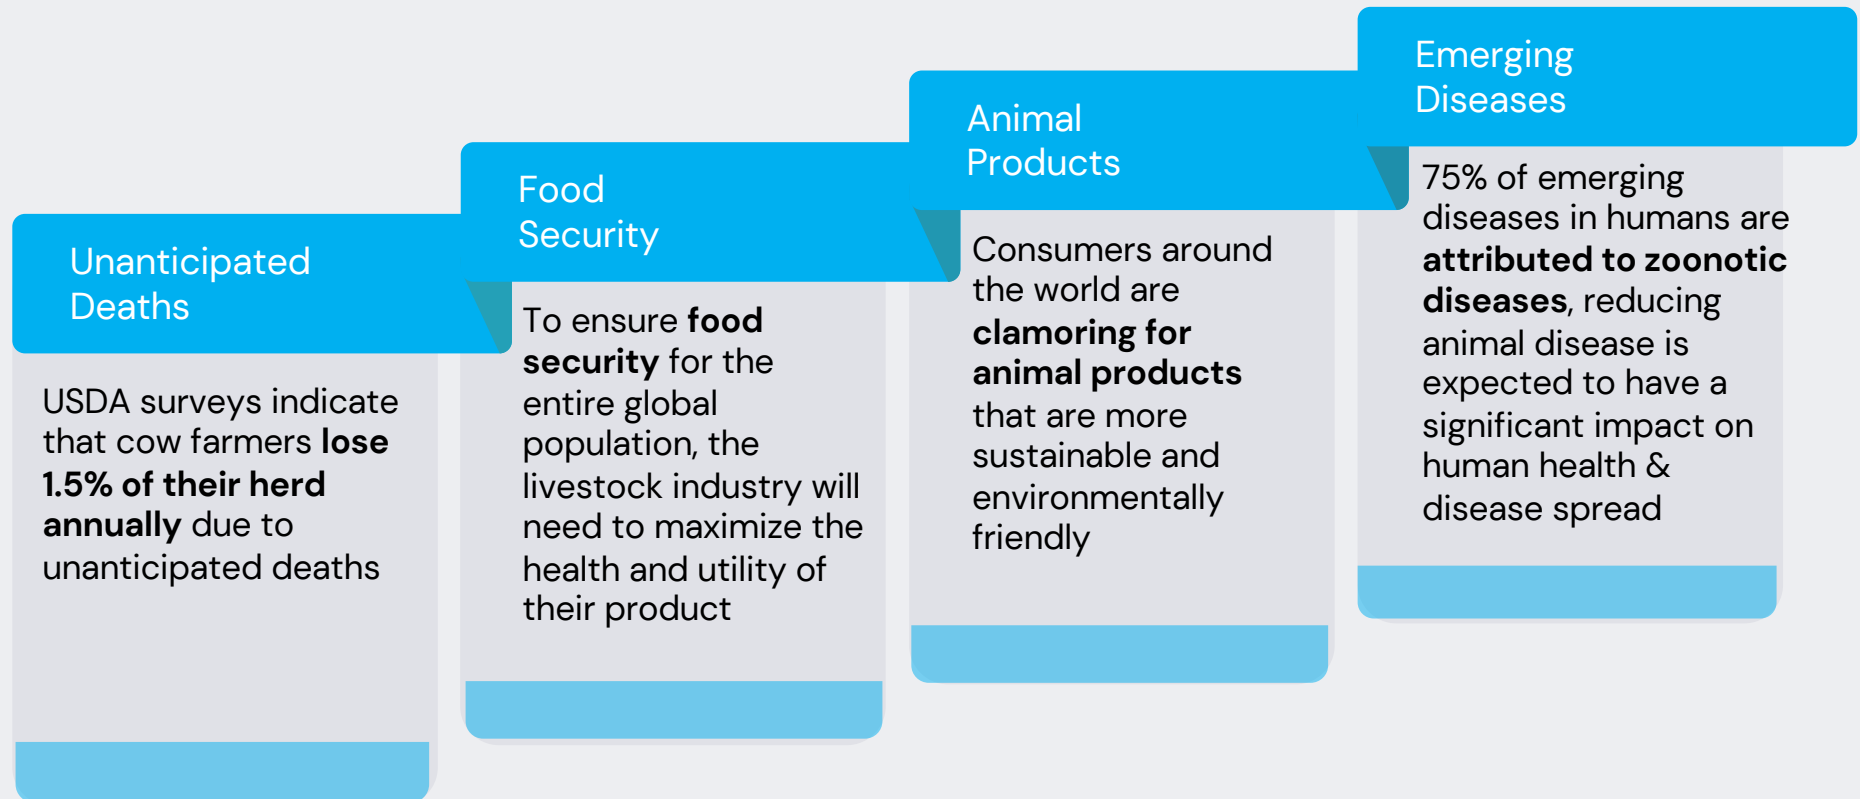 Unanticipated
Deaths
USDA surveys indicate
that cow farmers lose
1.5% of their herd
annually due to
unanticipated deaths
Food
Security
To ensure food
security for the
entire global
population, the
livestock industry will
need to maximize the
health and utility of
their product
Animal
Products
Consumers around
the world are
clamoring for
animal products
that are more
sustainable and
environmentally
friendly
Emerging
Diseases
75% of emerging
diseases in humans are
attributed to zoonotic
diseases, reducing
animal disease is
expected to have a
significant impact on
human health &
disease spread